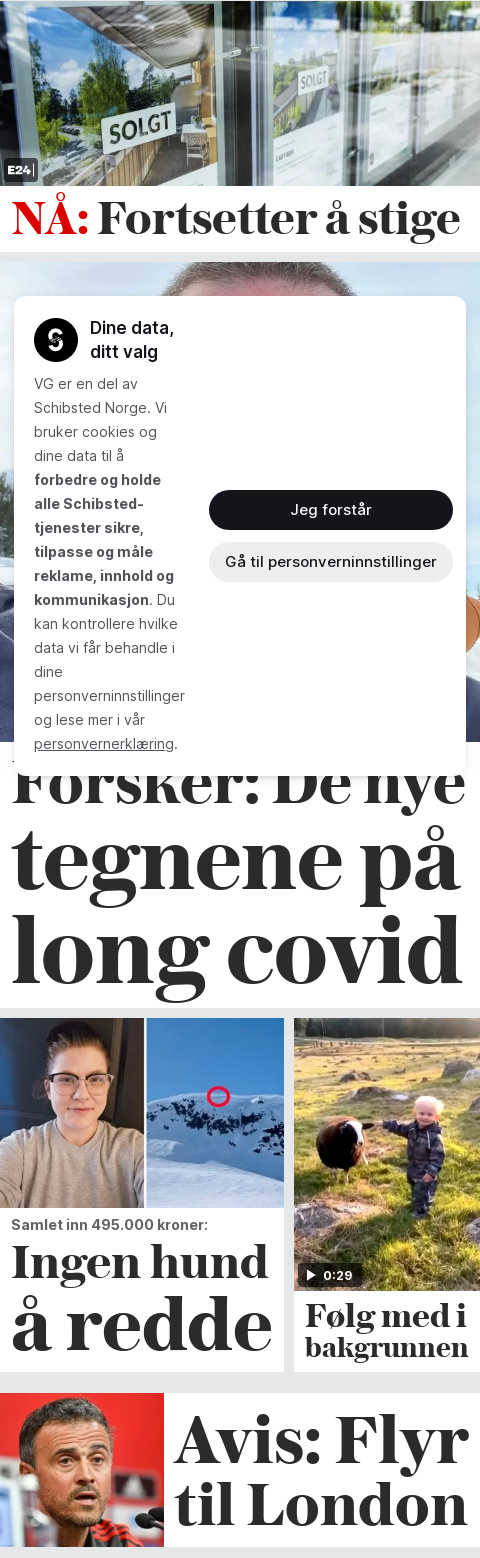 SOLGT
SOLGT
E24
NÅ: Fortsetter å stige
Dine data,
ditt valg
VG er en del av
Schibsted Norge. Vi
bruker cookies og
dine data til å
forbedre og holde
alle Schibsted-
tjenester sikre,
tilpasse og måle
reklame, innhold og
kommunikasjon. Du
kan kontrollere hvilke
data vi får behandle i
dine
personverninnstillinger
og lese mer i vår
personvernerklæring.
Jeg forstår
Gå til personverninnstillinger
Forsker: De nye
tegnene på
long covid
Samlet inn 495.000 kroner:
Ingen hund
å redde
0:29
Følg med i
bakgrunnen
Avis: Flyr
til London